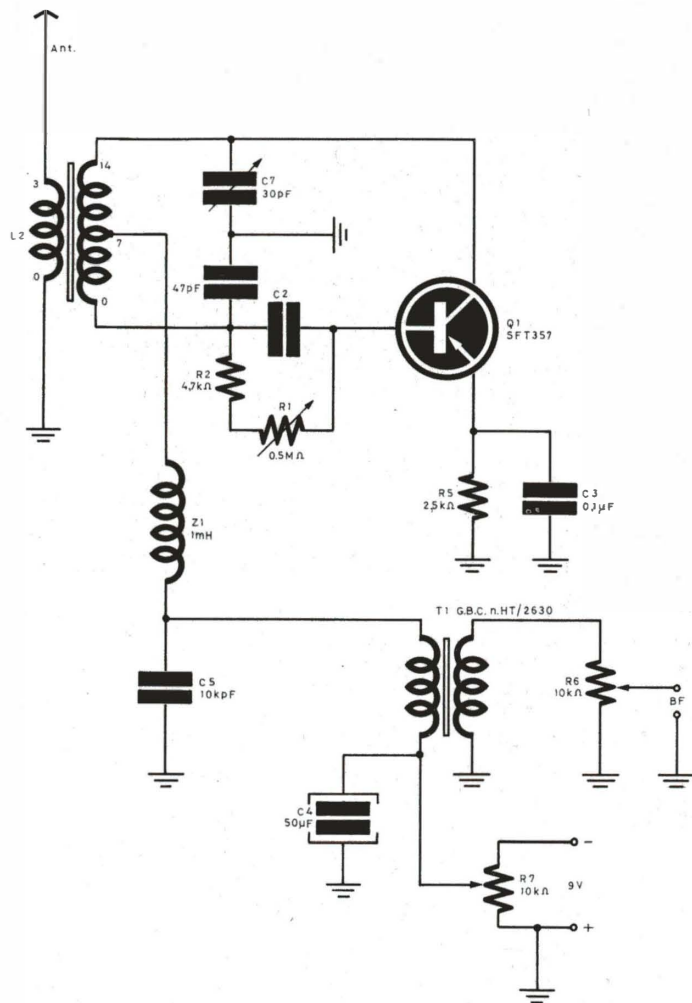 Ant.
3
14
L2
7
0
0
C7
30pF
47pF
C2
Q1
SFT357
R2
4,7kΩ
R1
0.5MΩ
R5
2,5kΩ
C3
0,1µF
Z1
1mH
T1 G.B.C. n.HT/2630
C5
10kpF
R6
10kΩ
BF
C4
50µF
R7
10kΩ
9V
−
+